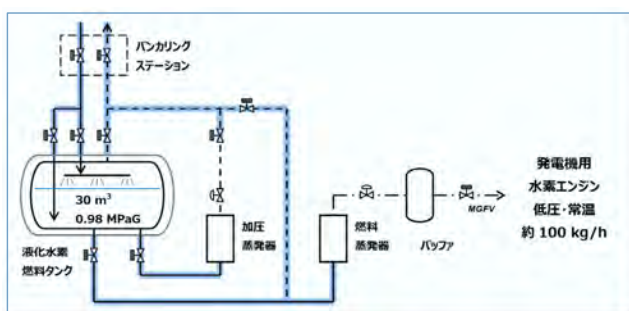 バンカリング
ステーション
30 m³
0.98 MPaG
液化水素
燃料タンク
加圧
蒸発器
燃料
蒸発器
バッファ
MGFV
発電機用
水素エンジン
低圧・常温
約 100 kg/h